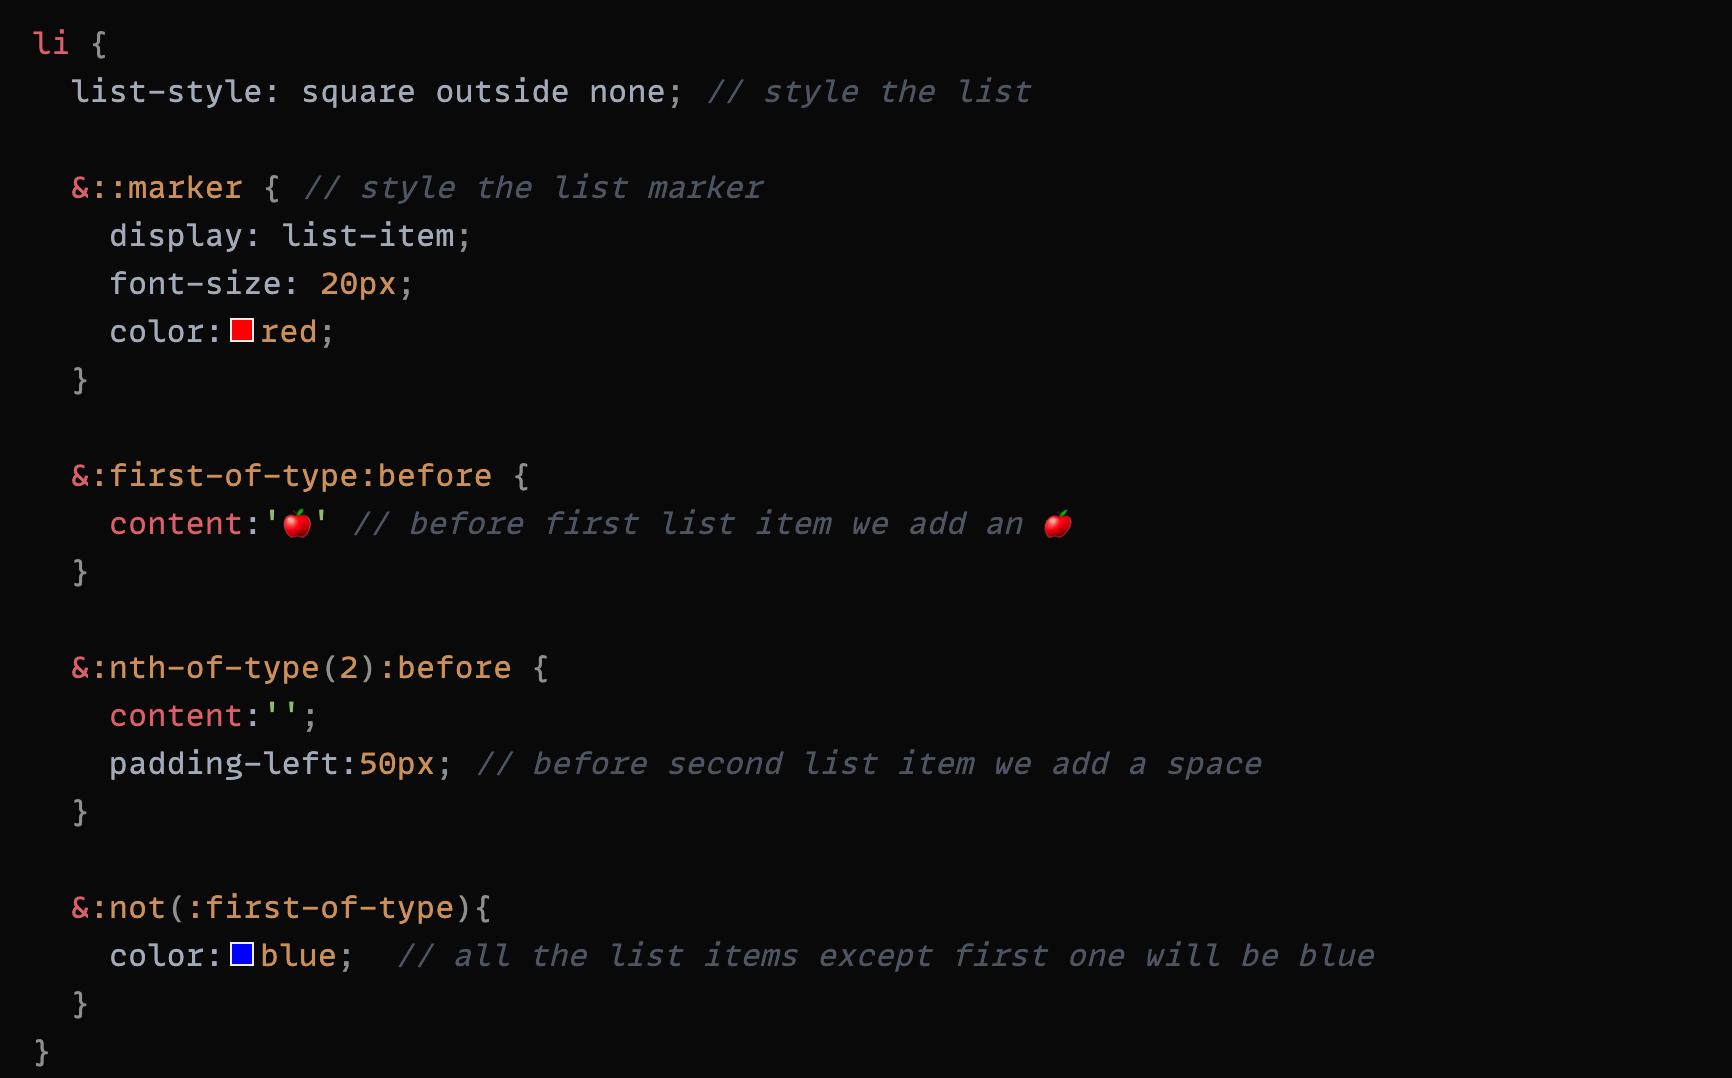 li {
  list-style: square outside none; // style the list
  &::marker { // style the list marker
    display: list-item;
    font-size: 20px;
    color: red;
  }
  &:first-of-type:before {
    content:'🍎' // before first list item we add an 🍎
  }
  &:nth-of-type(2):before {
    content:'';
    padding-left:50px; // before second list item we add a space
  }
  &:not(:first-of-type){
    color: blue;  // all the list items except first one will be blue
  }
}